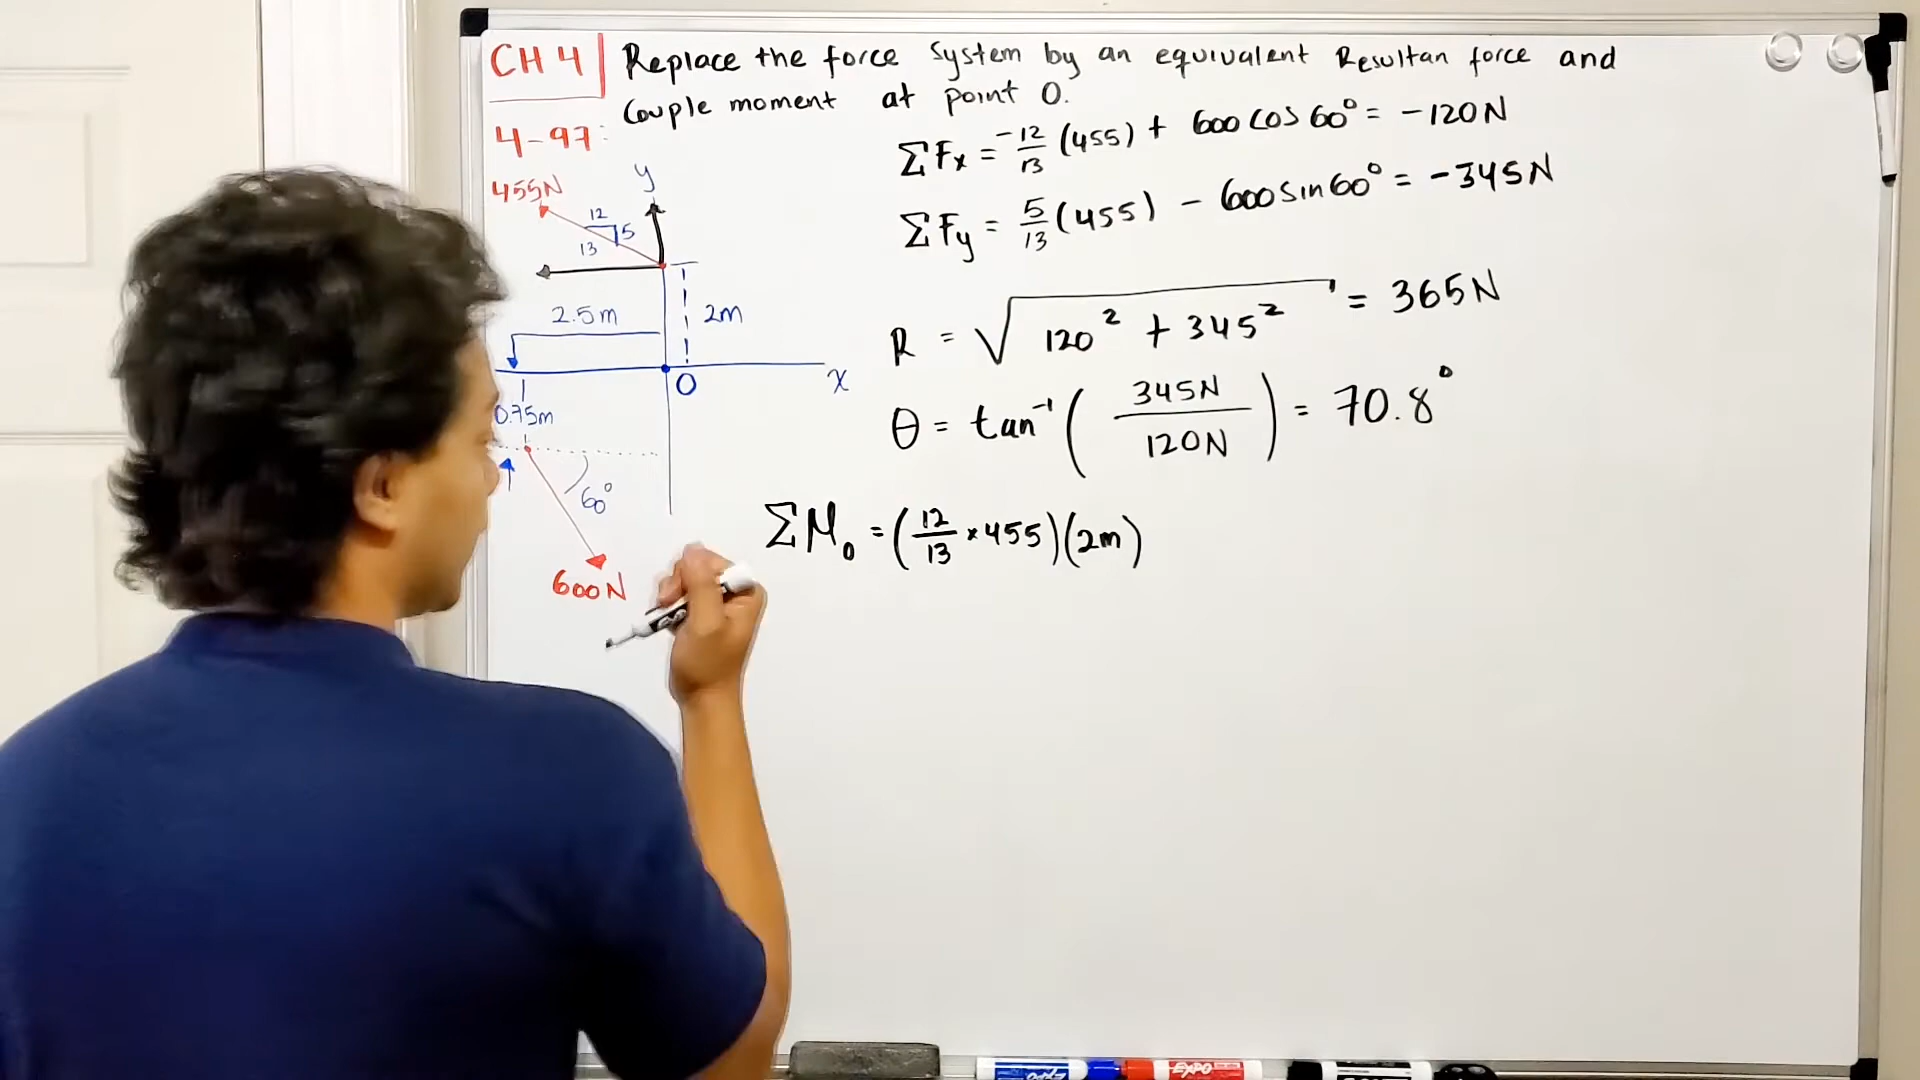 CH 4 Replace the force System by an equivalent Resultan force and
Couple moment at point O.
4-97:
ΣFx = -12/13 (455) + 600 cos 60° = -120N
ΣFy = 5/13 (455) - 600 sin 60° = -345N
R = √120² + 345² = 365N
θ = tan⁻¹ (345N/120N) = 70.8°
ΣMo = (12/13 × 455)(2m)
y
455N
12
5
13
2.5m
2m
O
x
0.75m
60°
600N
EXPO